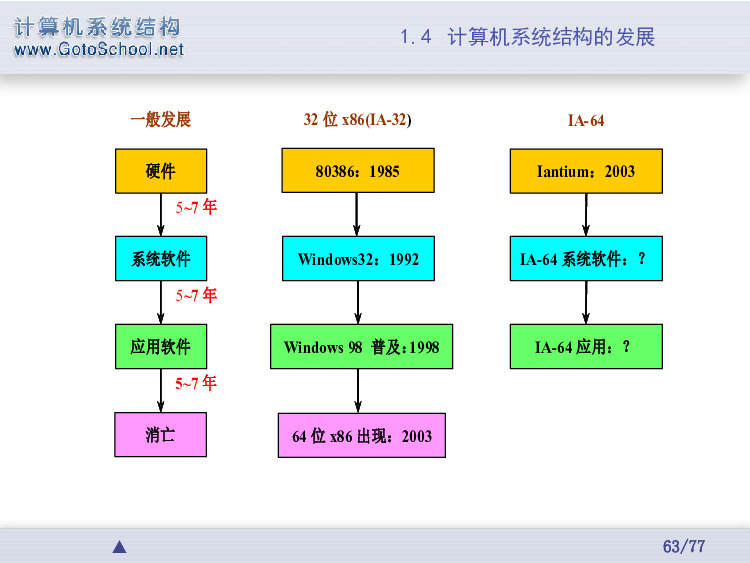 计算机系统结构
www.GotoSchool.net
1.4 计算机系统结构的发展
一般发展
32 位 x86(IA-32)
IA-64
硬件
80386：1985
Iantium：2003
5~7 年
系统软件
Windows32：1992
IA-64 系统软件：？
5~7 年
应用软件
Windows 98 普及：1998
IA-64 应用：？
5~7 年
消亡
64 位 x86 出现：2003
63/77